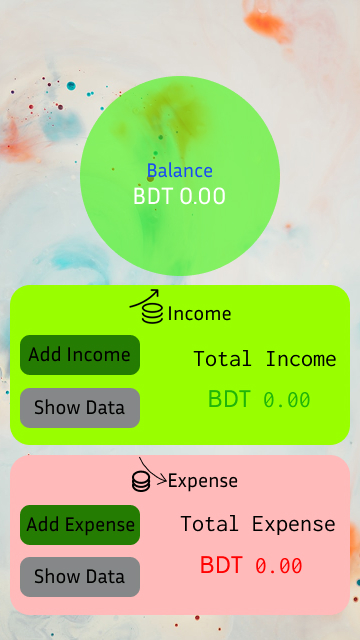 Balance
BDT 0.00
Income
Add Income
Total Income
Show Data
BDT 0.00
Expense
Add Expense
Total Expense
Show Data
BDT 0.00